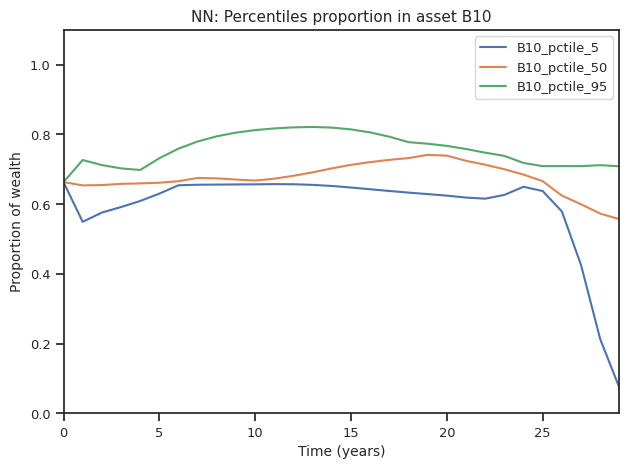 NN: Percentiles proportion in asset B10
B10_pctile_5
B10_pctile_50
B10_pctile_95
Proportion of wealth
1.0
0.8
0.6
0.4
0.2
0.0
0 5 10 15 20 25
Time (years)